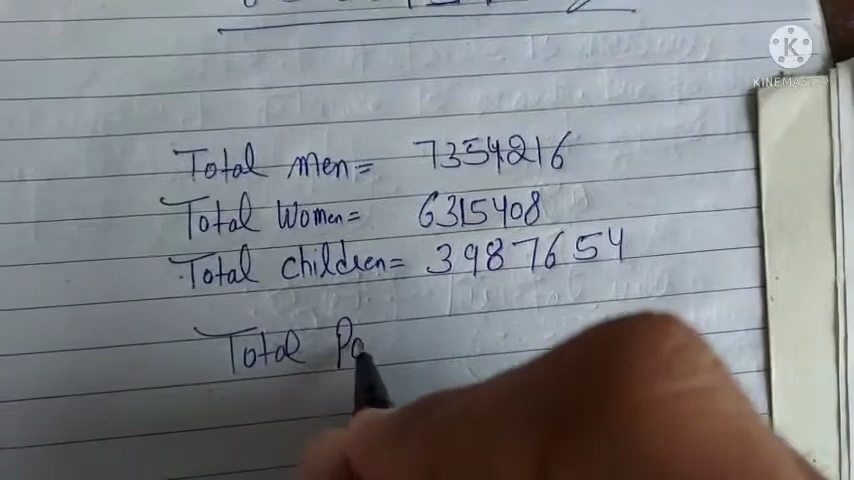 K
KINEMASTER
Total men = 7354216
Total Women = 6315408
Total children = 3987654
Total Po